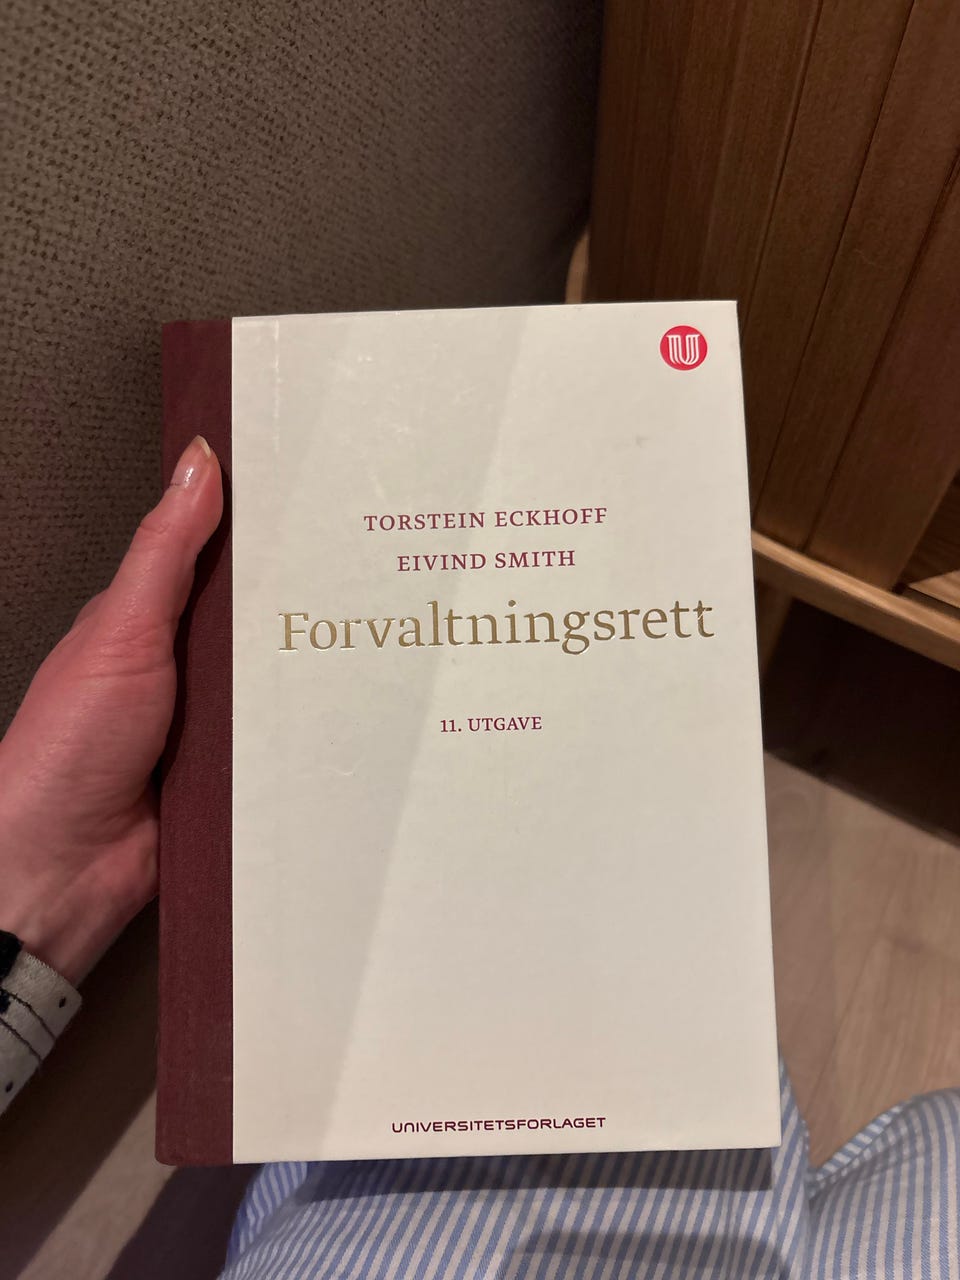 U
TORSTEIN ECKHOFF
EIVIND SMITH
Forvaltningsrett
11. UTGAVE
UNIVERSITETSFORLAGET